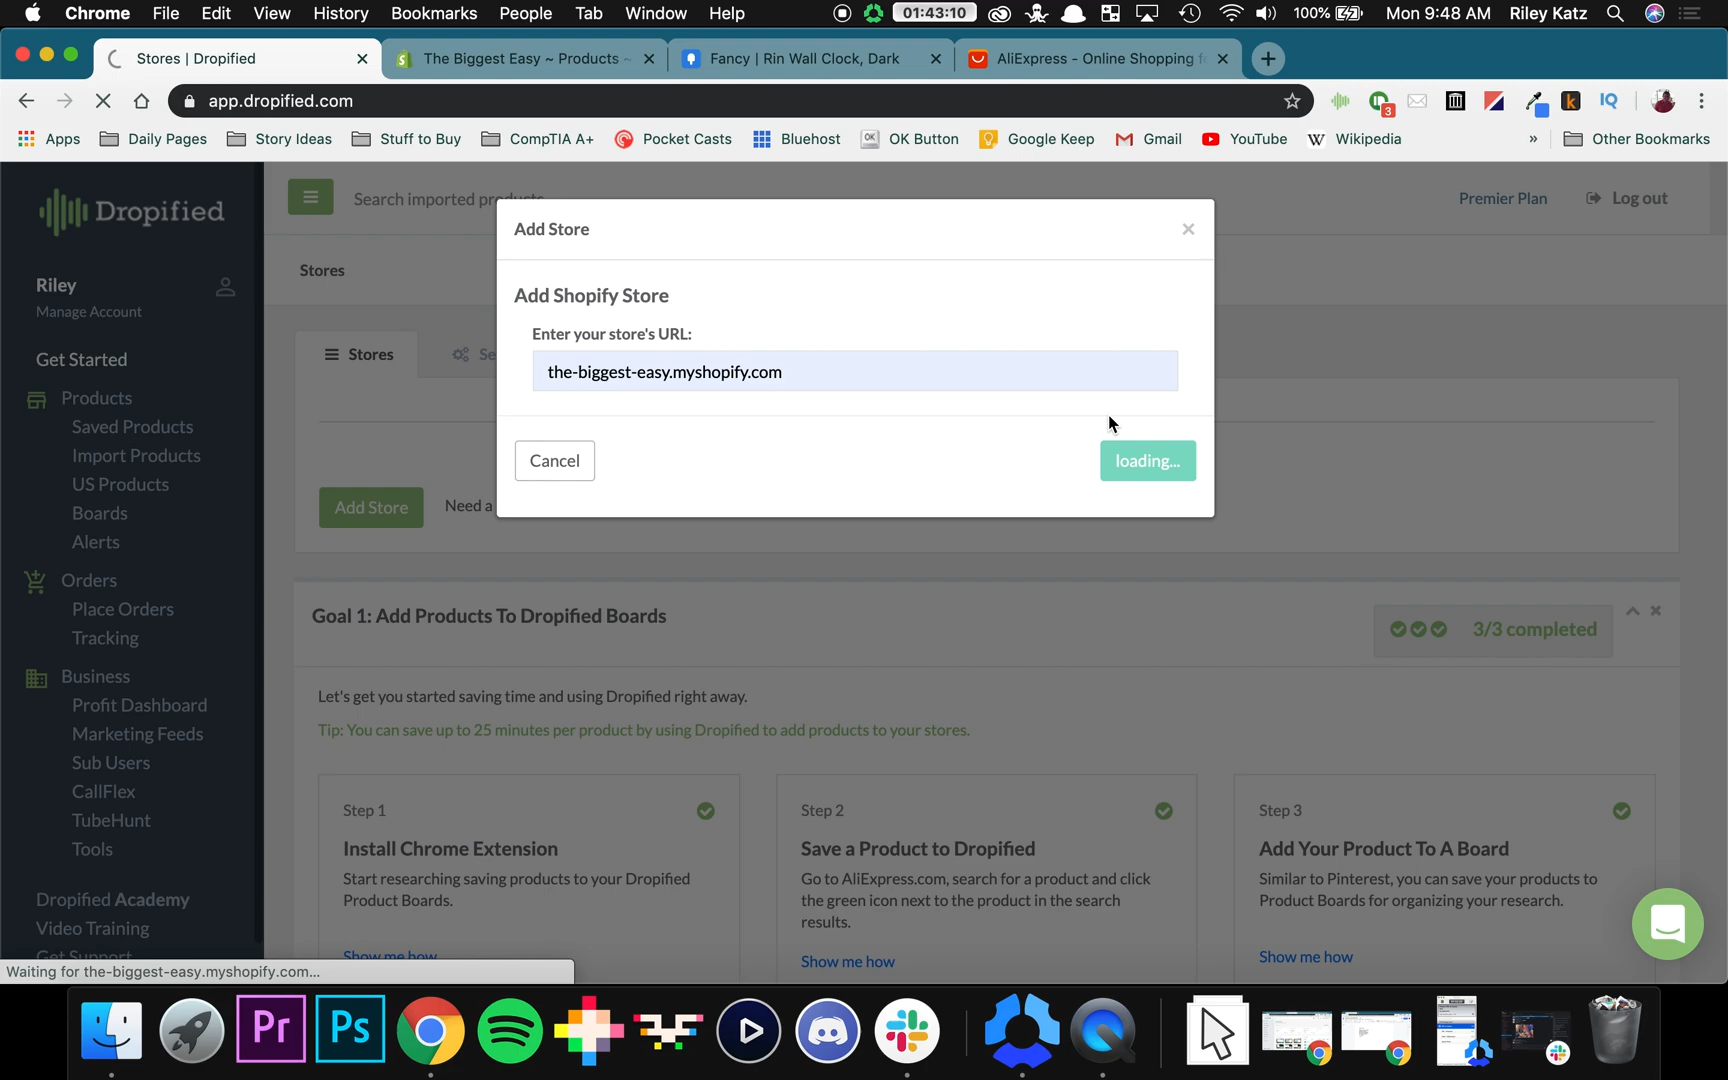 Chrome File Edit View History Bookmarks People Tab Window Help 01:43:10 100% Mon 9:48 AM Riley Katz
Stores | Dropified
The Biggest Easy ~ Products ~
Fancy | Rin Wall Clock, Dark
AliExpress - Online Shopping f
app.dropified.com
3
IQ
Apps Daily Pages Story Ideas Stuff to Buy CompTIA A+ Pocket Casts Bluehost OK Button Google Keep Gmail YouTube Wikipedia » Other Bookmarks
Dropified
Search imported products
Premier Plan
Log out
Riley
Manage Account
Get Started
Products
Saved Products
Import Products
US Products
Boards
Alerts
Orders
Place Orders
Tracking
Business
Profit Dashboard
Marketing Feeds
Sub Users
CallFlex
TubeHunt
Tools
Dropified Academy
Video Training
Get Support
Stores
Stores
Se
Add Store
Need a
Add Store
Add Shopify Store
Enter your store's URL:
the-biggest-easy.myshopify.com
Cancel
loading...
Goal 1: Add Products To Dropified Boards
3/3 completed
Let's get you started saving time and using Dropified right away.
Tip: You can save up to 25 minutes per product by using Dropified to add products to your stores.
Step 1
Install Chrome Extension
Start researching saving products to your Dropified
Product Boards.
Show me how
Step 2
Save a Product to Dropified
Go to AliExpress.com, search for a product and click
the green icon next to the product in the search
results.
Show me how
Step 3
Add Your Product To A Board
Similar to Pinterest, you can save your products to
Product Boards for organizing your research.
Show me how
Waiting for the-biggest-easy.myshopify.com...
Pr
Ps